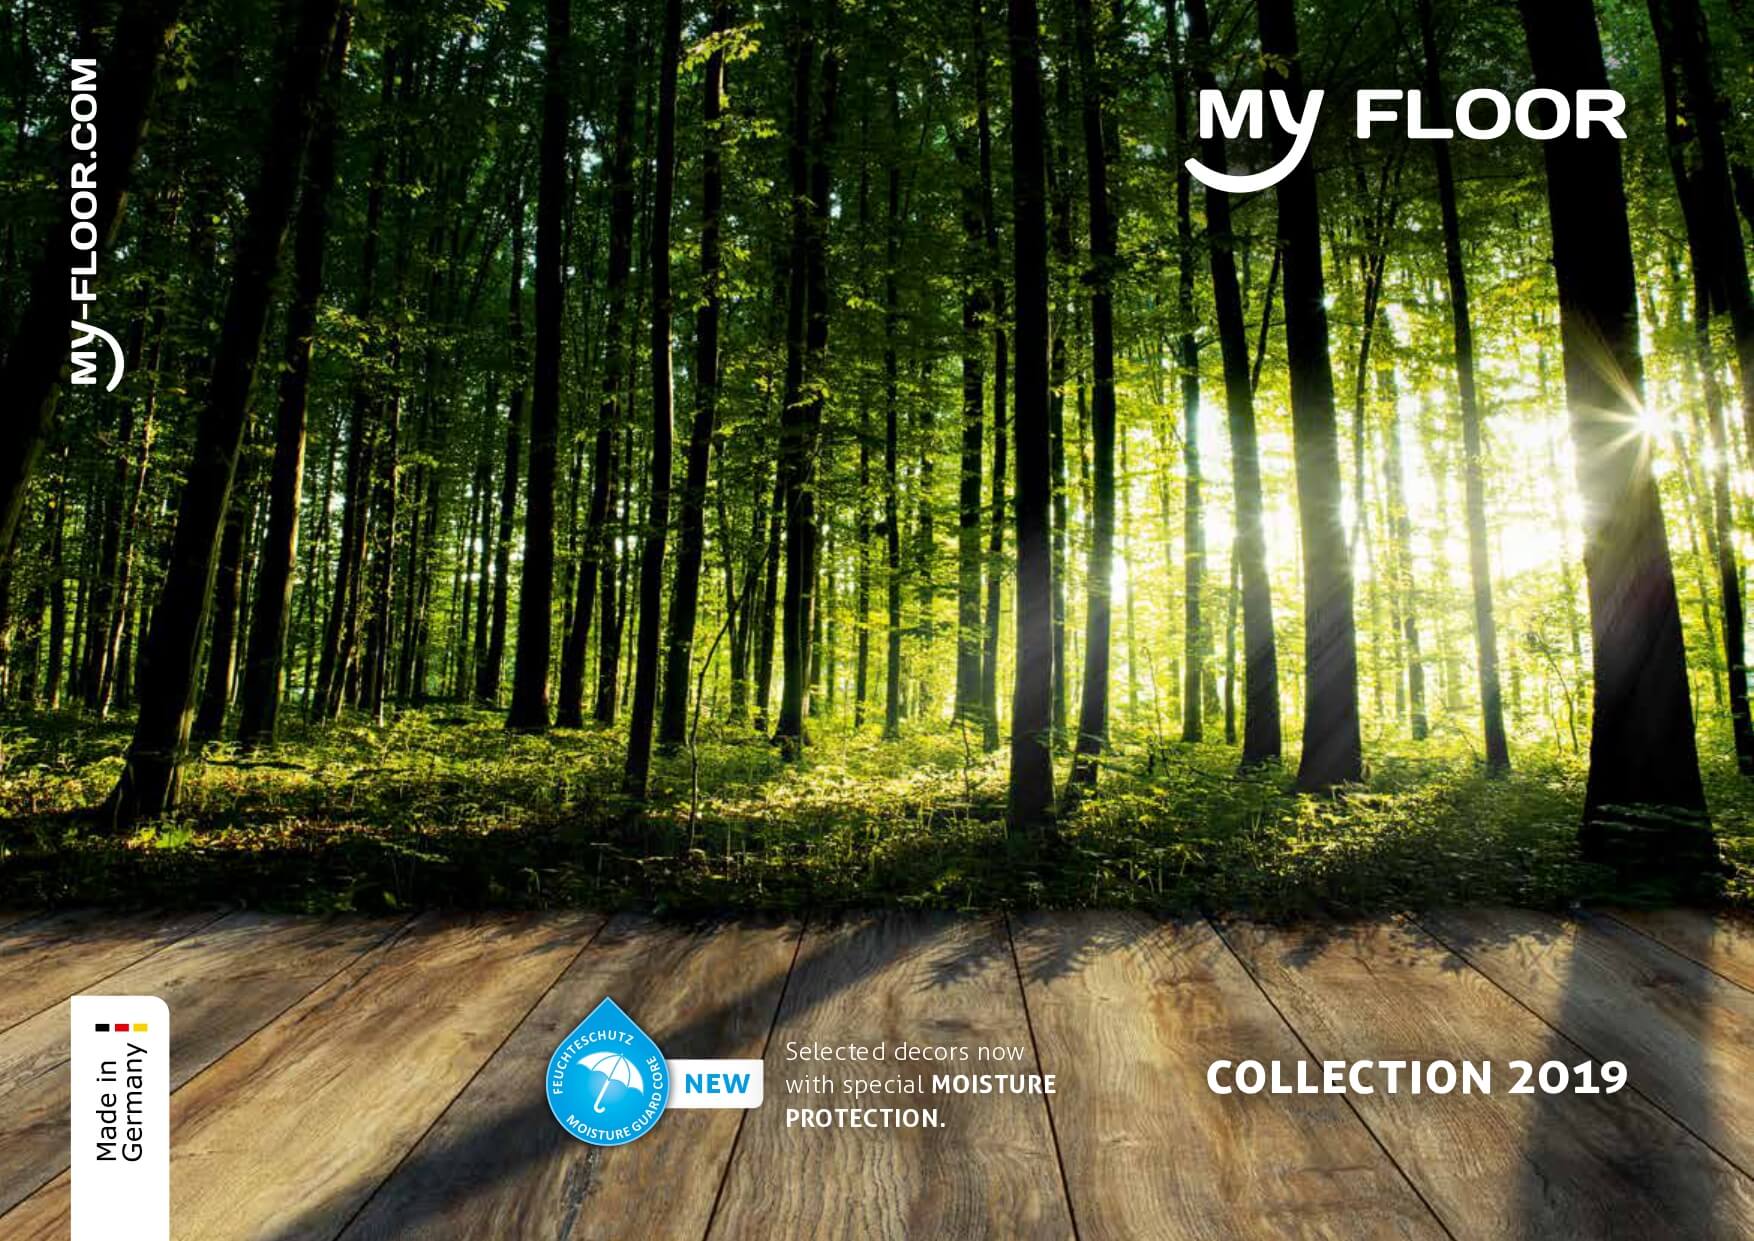 MY-FLOOR.COM
MY FLOOR
Made in
Germany
FEUCHTESCHUTZ
MOISTURE GUARD CORE
NEW
Selected decors now
with special MOISTURE
PROTECTION.
COLLECTION 2019